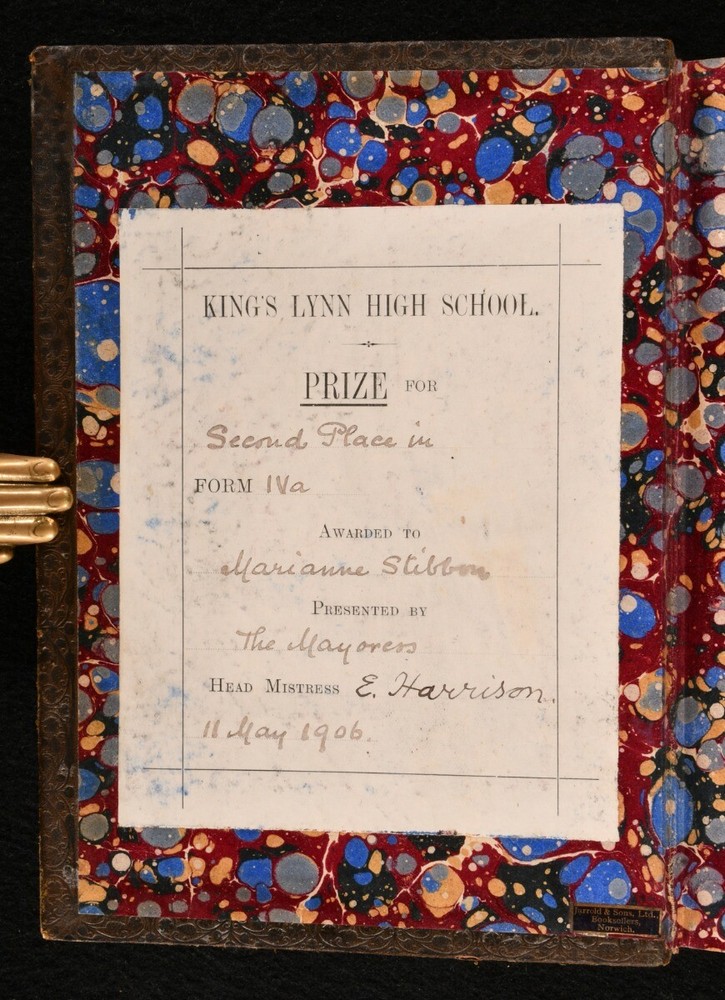 KING'S LYNN HIGH SCHOOL.
PRIZE FOR
Second Place in
FORM IVa
AWARDED TO
Marianne Stibbon
PRESENTED BY
The Mayoress
HEAD MISTRESS E. Harrison.
11 May 1906.
Jarrold & Sons, Ltd.,
Booksellers,
Norwich.